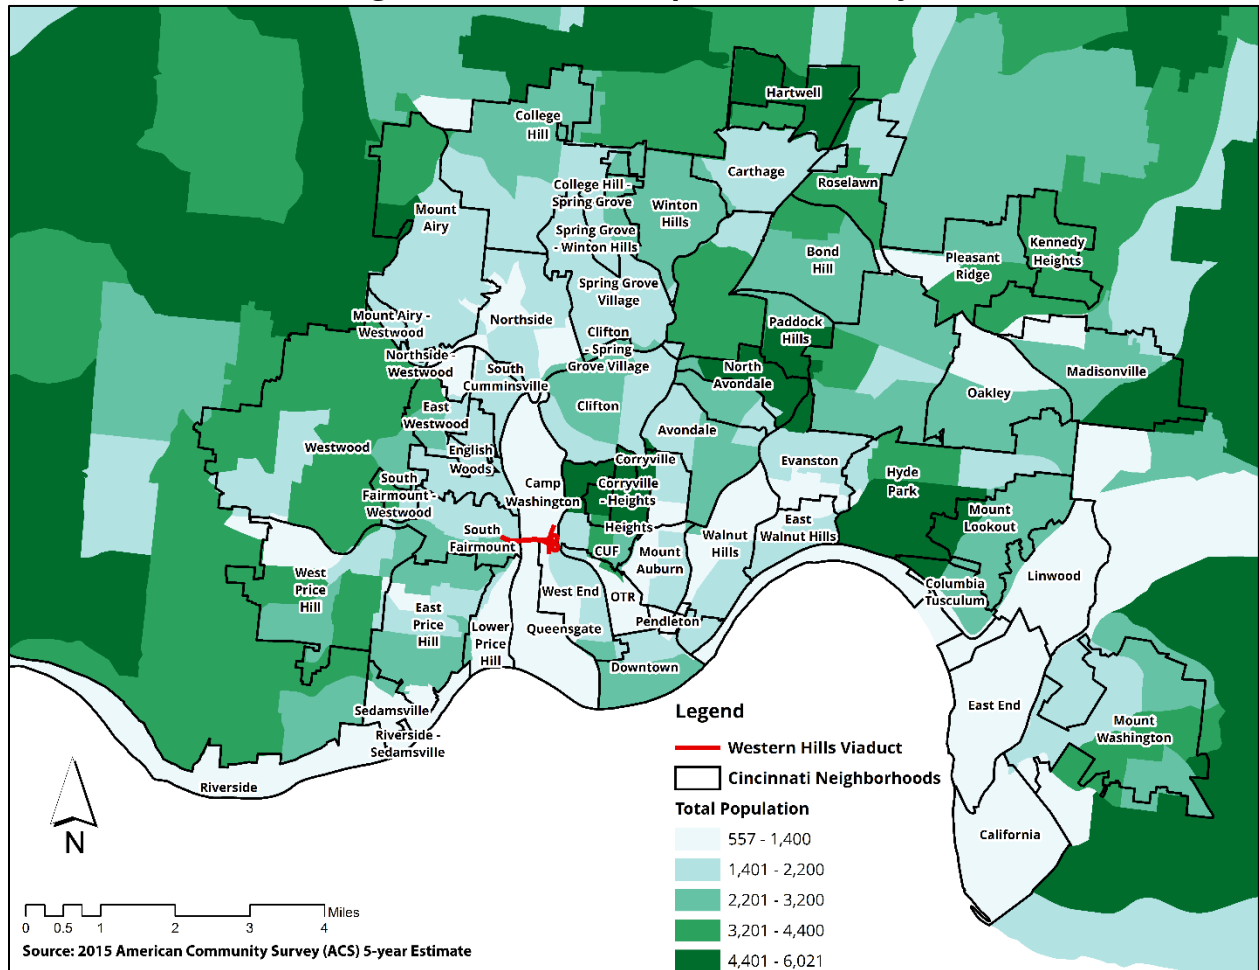 Hartwell
College
Hill
Carthage
Roselawn
College Hill -
Spring Grove
Winton
Hills
Mount
Airy
Spring Grove
- Winton Hills
Bond
Hill
Kennedy
Heights
Pleasant
Ridge
Spring Grove
Village
Mount Airy -
Westwood
Northside
Paddock
Hills
Clifton
- Spring
Grove Village
Northside -
Westwood
South
Cumminsville
North
Avondale
Madisonville
Oakley
East
Westwood
Clifton
Avondale
Westwood
English
Woods
Corryville
Evanston
Hyde
Park
South
Fairmount -
Westwood
Camp
Washington
Corryville
- Heights
Mount
Lookout
South
Fairmount
Heights
CUF
Walnut
Hills
East
Walnut Hills
Mount
Auburn
West
Price
Hill
Linwood
Columbia
Tusculum
West End
OTR
East
Price
Hill
Lower
Price
Hill
Queensgate
Pendleton
Downtown
Sedamsville
Riverside -
Sedamsville
Riverside
East End
Mount
Washington
California
Legend
Western Hills Viaduct
Cincinnati Neighborhoods
Total Population
557 - 1,400
1,401 - 2,200
2,201 - 3,200
3,201 - 4,400
4,401 - 6,021
N
Miles
0 0.5 1 2 3 4
Source: 2015 American Community Survey (ACS) 5-year Estimate